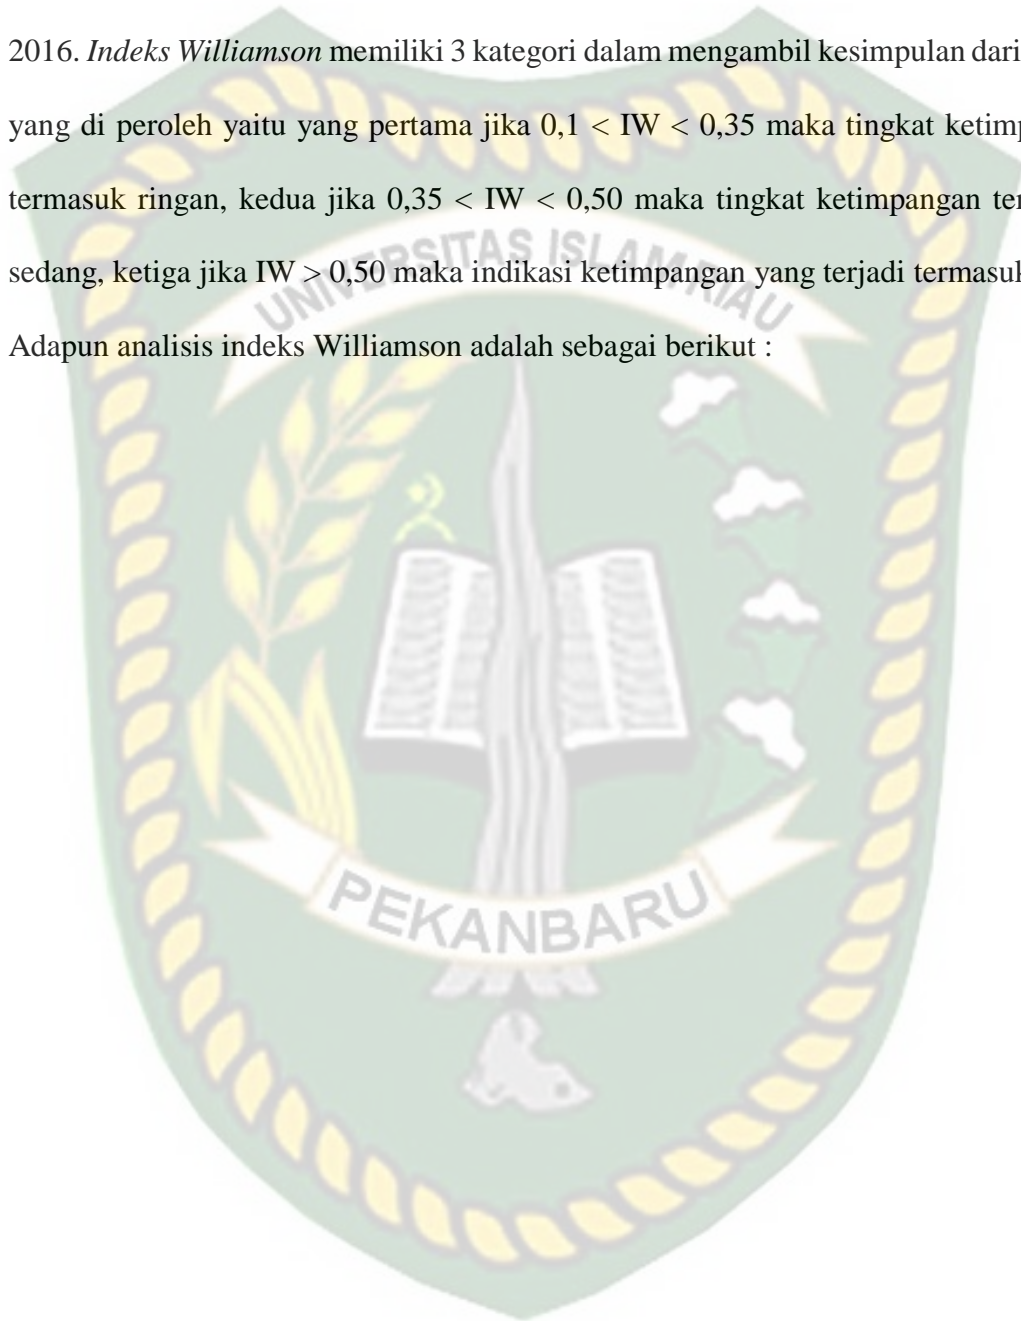 2016. Indeks Williamson memiliki 3 kategori dalam mengambil kesimpulan dari
yang di peroleh yaitu yang pertama jika 0,1 < IW < 0,35 maka tingkat ketimp
termasuk ringan, kedua jika 0,35 < IW < 0,50 maka tingkat ketimpangan ter
sedang, ketiga jika IW > 0,50 maka indikasi ketimpangan yang terjadi termasuk
Adapun analisis indeks Williamson adalah sebagai berikut :
UNIVERSITAS ISLAM RIAU
PEKANBARU